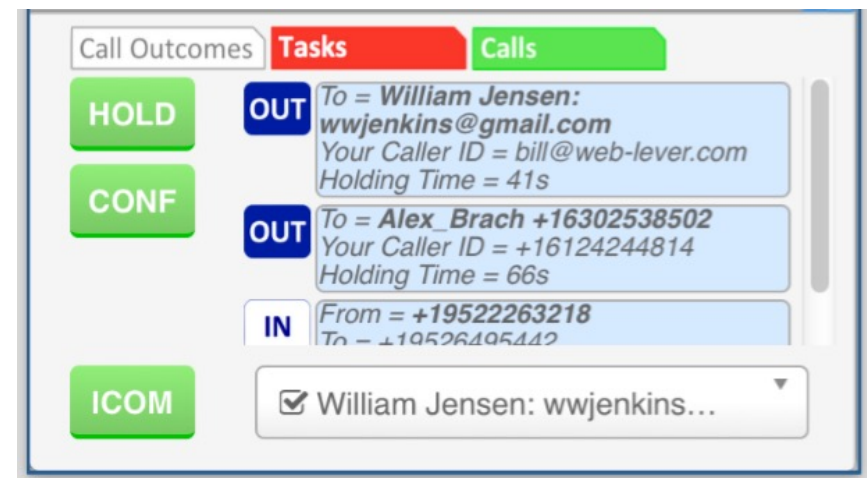 Call Outcomes Tasks Calls
HOLD
CONF
OUT
To = William Jensen:
wwjenkins@gmail.com
Your Caller ID = bill@web-lever.com
Holding Time = 41s
OUT
To = Alex_Brach +16302538502
Your Caller ID = +16124244814
Holding Time = 66s
IN
From = +19522263218
To = +19526495442
ICOM
William Jensen: wwjenkins...